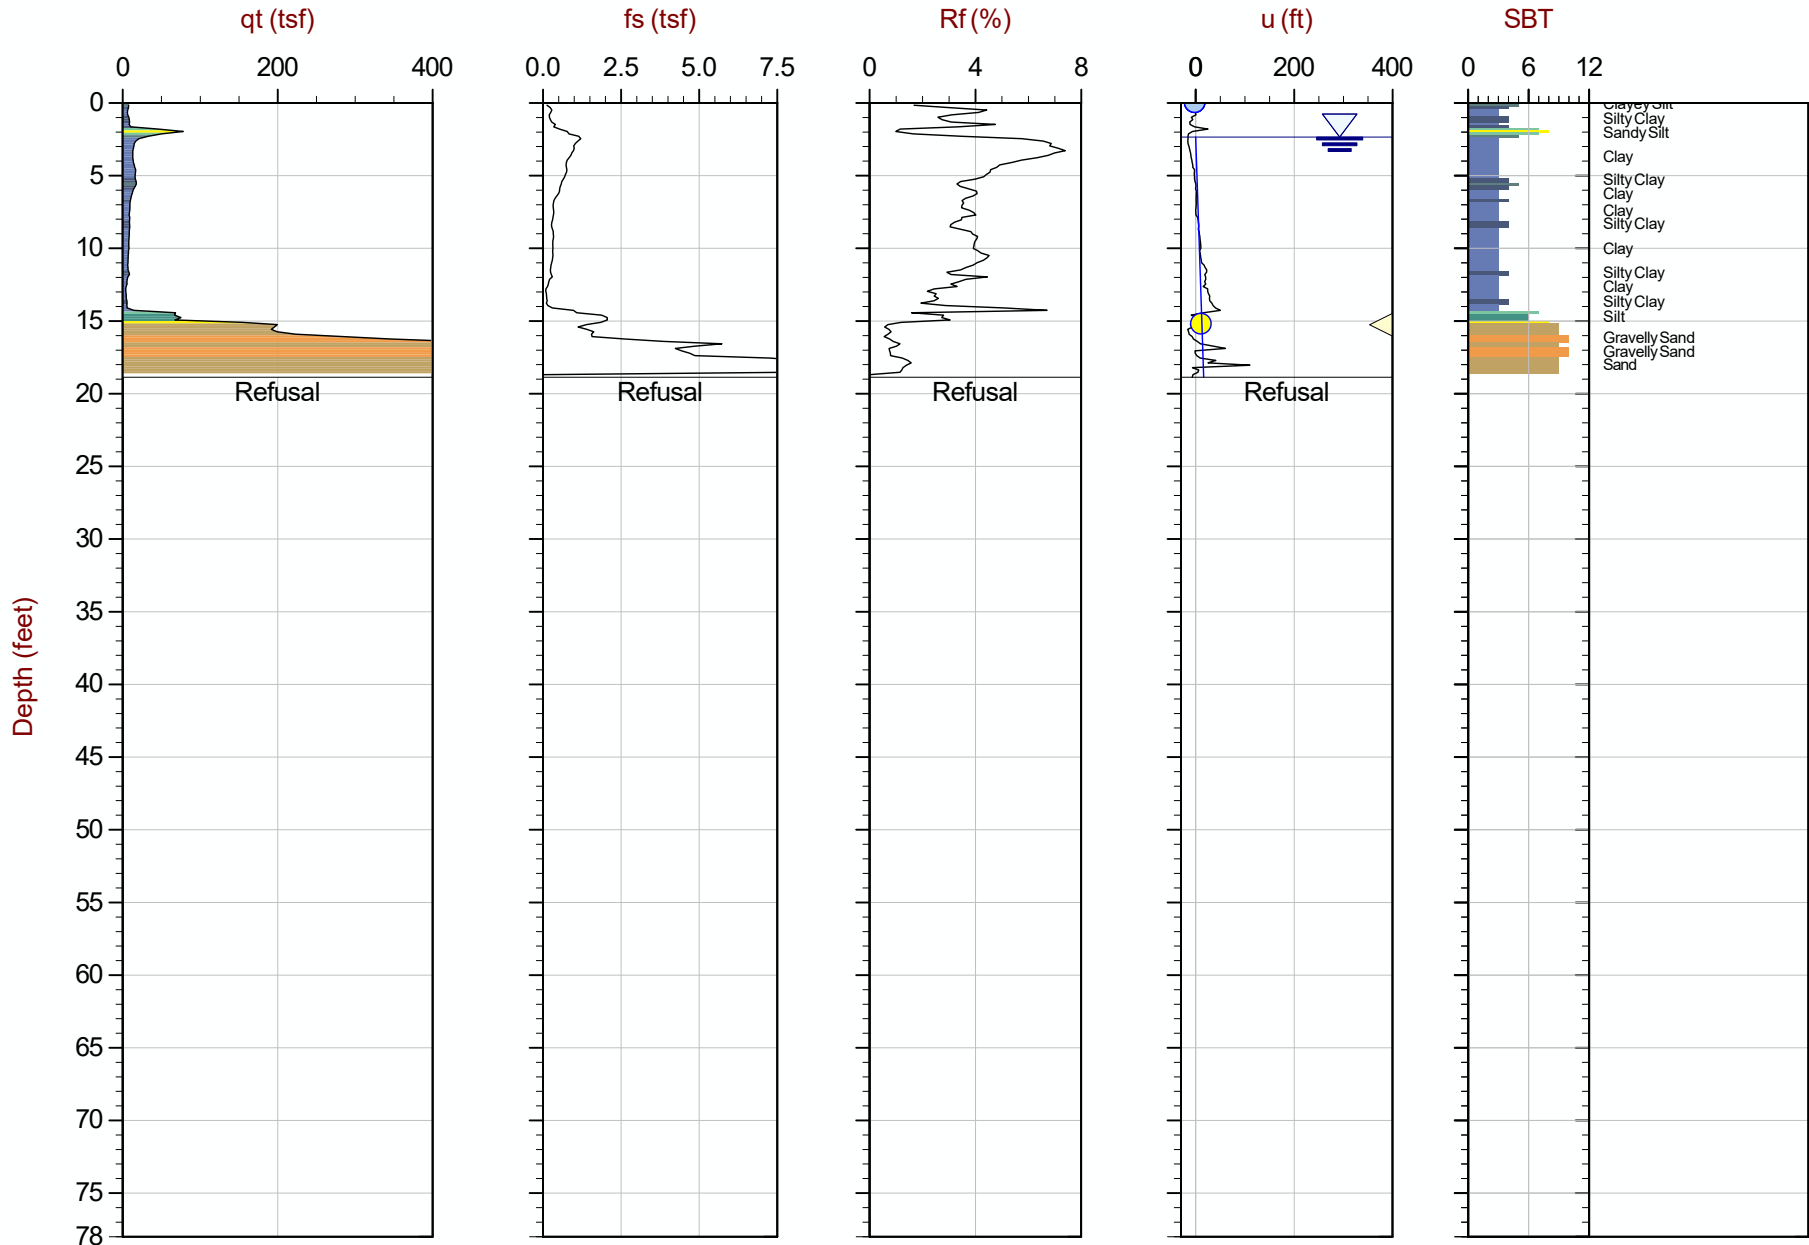 qt (tsf) fs (tsf) Rf (%) u (ft) SBT
0 200 400 0.0 2.5 5.0 7.5 0 4 8 0 200 400 0 6 12
0
Clayey Silt
Silty Clay
Sandy Silt
Clay
5
Silty Clay
Clay
Clay
Silty Clay
10
Clay
Silty Clay
Clay
Silty Clay
15
Silt
Gravelly Sand
Gravelly Sand
Sand
20
Refusal Refusal Refusal Refusal
25
30
35
Depth (feet)
40
45
50
55
60
65
70
75
78